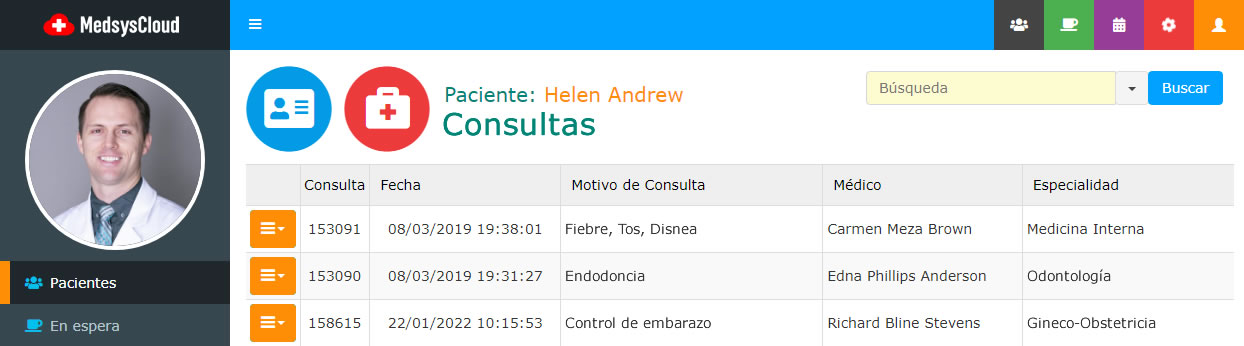 MedsysCloud
Paciente: Helen Andrew
Consultas
Búsqueda
Buscar
Consulta Fecha Motivo de Consulta Médico Especialidad
153091 08/03/2019 19:38:01 Fiebre, Tos, Disnea Carmen Meza Brown Medicina Interna
153090 08/03/2019 19:31:27 Endodoncia Edna Phillips Anderson Odontología
158615 22/01/2022 10:15:53 Control de embarazo Richard Bline Stevens Gineco-Obstetricia
Pacientes
En espera